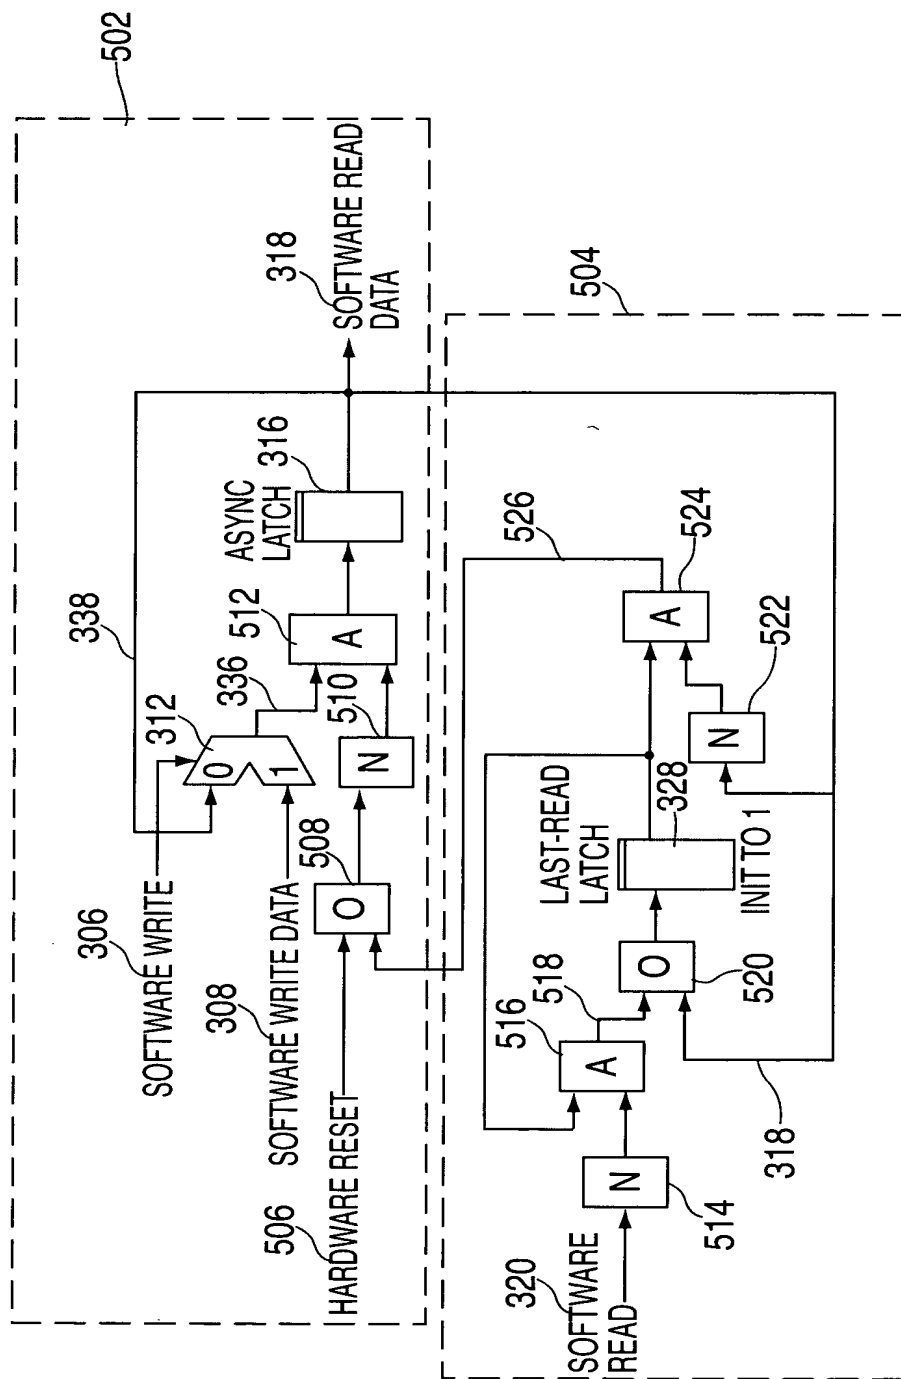 502
338
312
336
512
ASYNC
LATCH
316
318
SOFTWARE READ
DATA
306
SOFTWARE WRITE
0
1
A
308
SOFTWARE WRITE DATA
508
O
510
N
506
HARDWARE RESET
504
526
524
A
522
N
LAST-READ
LATCH
328
INIT TO 1
516
A
518
O
520
320
SOFTWARE
READ
N
514
318